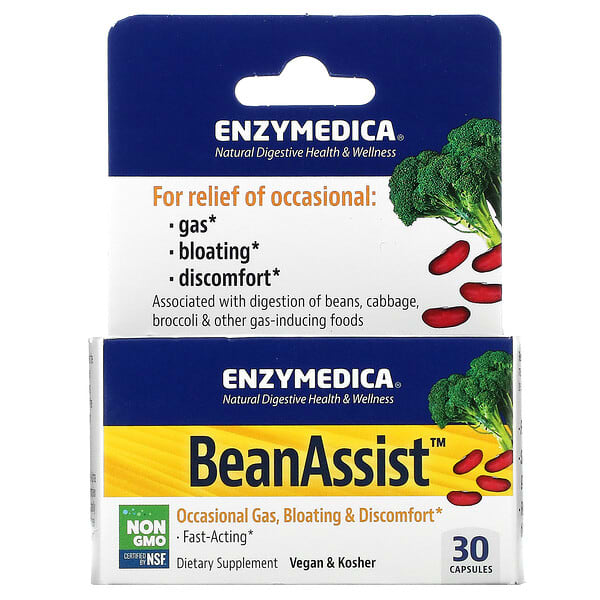 ENZYMEDICA®
Natural Digestive Health & Wellness
For relief of occasional:
· gas*
· bloating*
· discomfort*
Associated with digestion of beans, cabbage,
broccoli & other gas-inducing foods
ENZYMEDICA®
Natural Digestive Health & Wellness
BeanAssist™
NON
GMO
CERTIFIED
BY NSF
Occasional Gas, Bloating & Discomfort*
· Fast-Acting*
Dietary Supplement Vegan & Kosher
30
CAPSULES